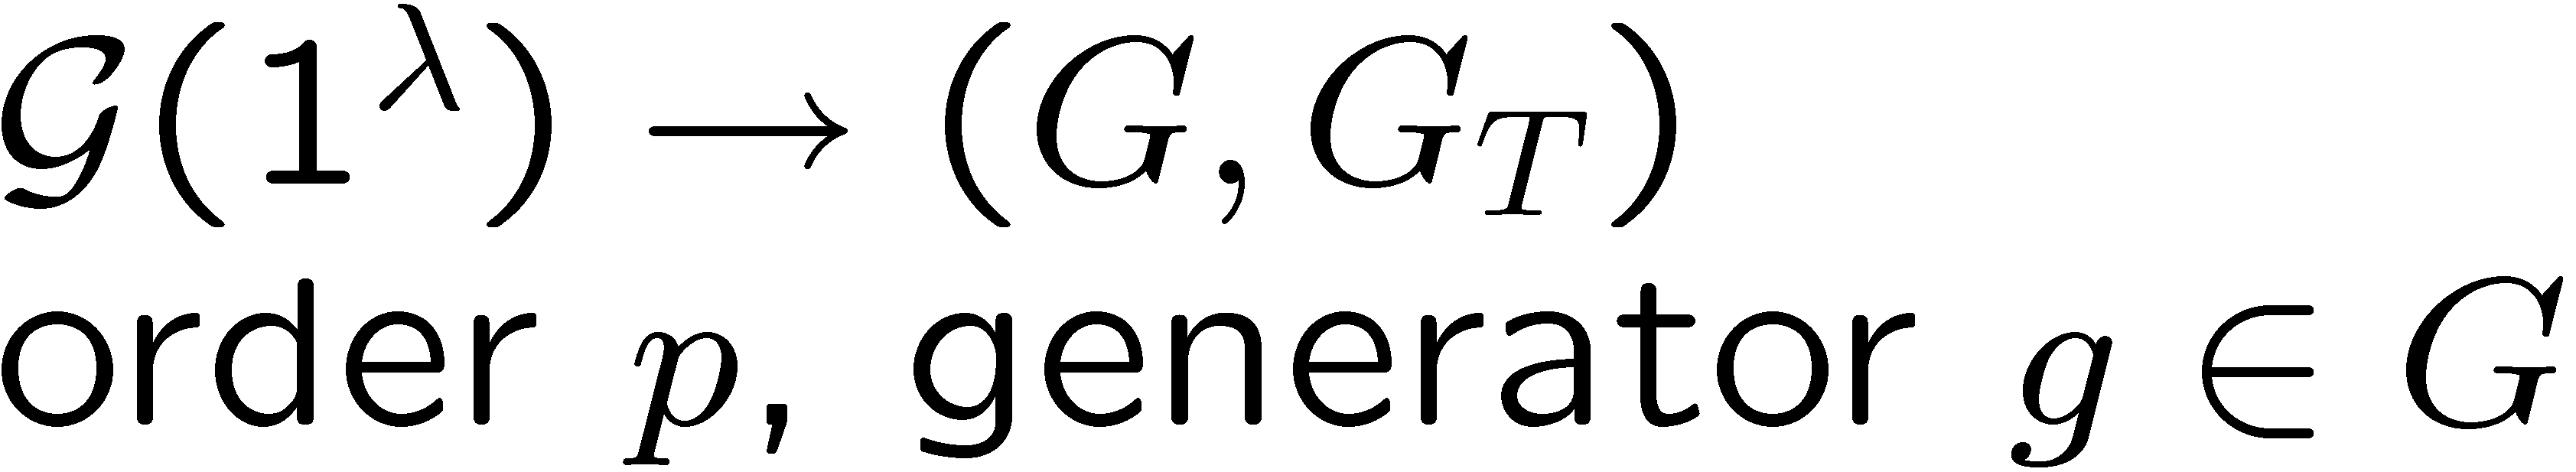 𝒢(1^λ) ⟶ (G, G_T)
order p, generator g ∈ G